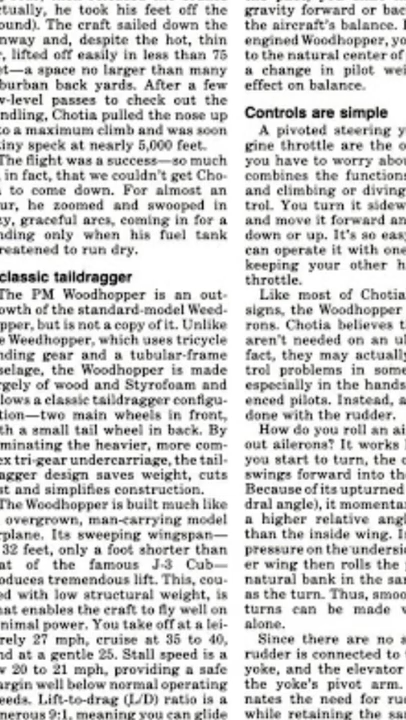 ctually, he took his feet off the
ound). The craft sailed down the
nway and, despite the hot, thin
, lifted off easily in less than 75
et—a space no larger than many
burban back yards. After a few
w-level passes to check out the
ndling, Chotia pulled the nose up
to a maximum climb and was soon
tiny speck at nearly 5,000 feet.
The flight was a success—so much
, in fact, that we couldn't get Cho-
to come down. For almost an
ur, he zoomed and swooped in
zy, graceful arcs, coming in for a
nding only when his fuel tank
reatened to run dry.
classic taildragger
The PM Woodhopper is an out-
owth of the standard-model Weed-
pper, but is not a copy of it. Unlike
e Weedhopper, which uses tricycle
nding gear and a tubular-frame
selage, the Woodhopper is made
rgely of wood and Styrofoam and
llows a classic taildragger configu-
tion—two main wheels in front,
th a small tail wheel in back. By
minating the heavier, more com-
ex tri-gear undercarriage, the tail-
agger design saves weight, cuts
st and simplifies construction.
The Woodhopper is built much like
overgrown, man-carrying model
rplane. Its sweeping wingspan—
32 feet, only a foot shorter than
at of the famous J-3 Cub—
oduces tremendous lift. This, cou-
ed with low structural weight, is
hat enables the craft to fly well on
inimal power. You take off at a lei-
rely 27 mph, cruise at 35 to 40,
nd at a gentle 25. Stall speed is a
w 20 to 21 mph, providing a safe
argin well below normal operating
eeds. Lift-to-drag (L/D) ratio is a
nerous 9:1, meaning you can glide
gravity forward or bac
the aircraft's balance. I
engined Woodhopper, yo
to the natural center of
a change in pilot wei
effect on balance.
Controls are simple
A pivoted steering y
gine throttle are the o
you have to worry abou
combines the functions
and climbing or diving
trol. You turn it sidew
and move it forward an
down or up. It's so easy
can operate it with one
keeping your other h
throttle.
Like most of Chotia
signs, the Woodhopper
rons. Chotia believes t
aren't needed on an ul
fact, they may actually
trol problems in some
especially in the hands
enced pilots. Instead, a
done with the rudder.
How do you roll an ai
out ailerons? It works l
you start to turn, the o
swings forward into the
Because of its upturned
dral angle), it momentar
a higher relative angl
than the inside wing. In
pressure on the undersid
er wing then rolls the p
natural bank in the sam
as the turn. Thus, smoo
turns can be made w
alone.
Since there are no s
rudder is connected to t
yoke, and the elevator
the yoke's pivot arm.
nates the need for rud
while retaining the sam